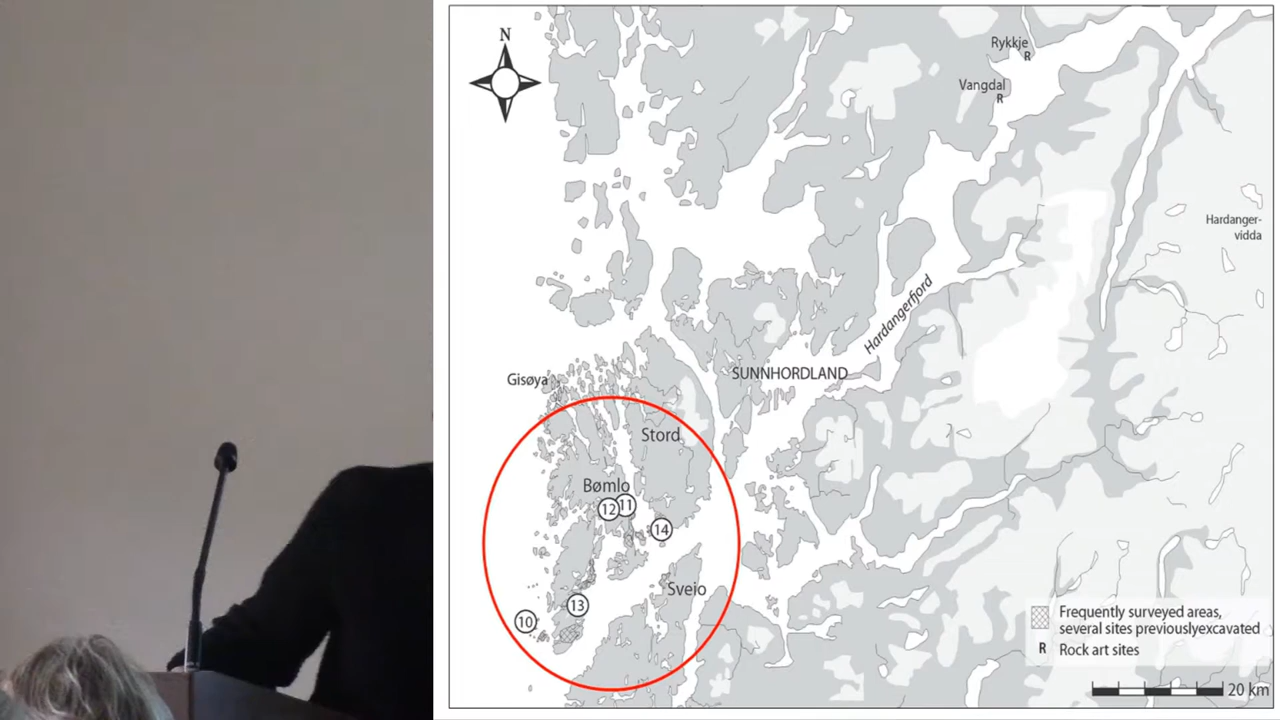 N
Rykkje
R
Vangdal
R
Hardanger-
vidda
Hardangerfjord
SUNNHORDLAND
Gisøya
Stord
Bømlo
12
11
14
Sveio
13
10
Frequently surveyed areas,
several sites previouslyexcavated
R Rock art sites
20 km